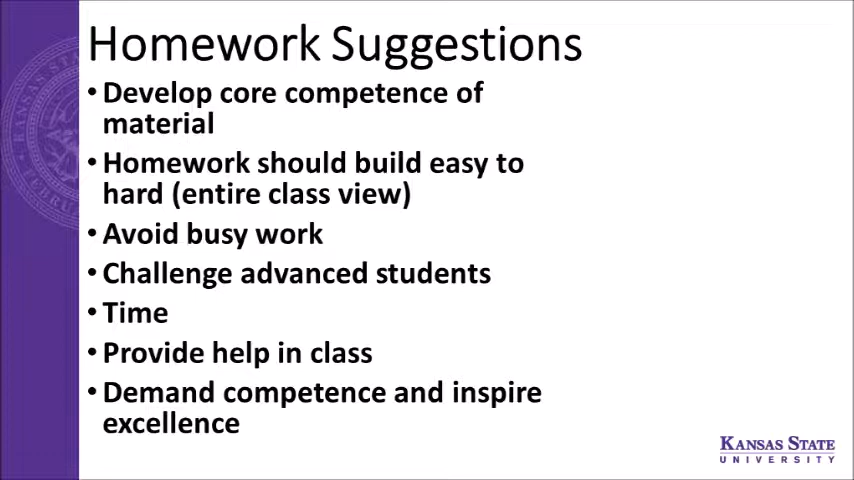 Homework Suggestions
• Develop core competence of
material
• Homework should build easy to
hard (entire class view)
• Avoid busy work
• Challenge advanced students
• Time
• Provide help in class
• Demand competence and inspire
excellence
KANSAS STATE
UNIVERSITY